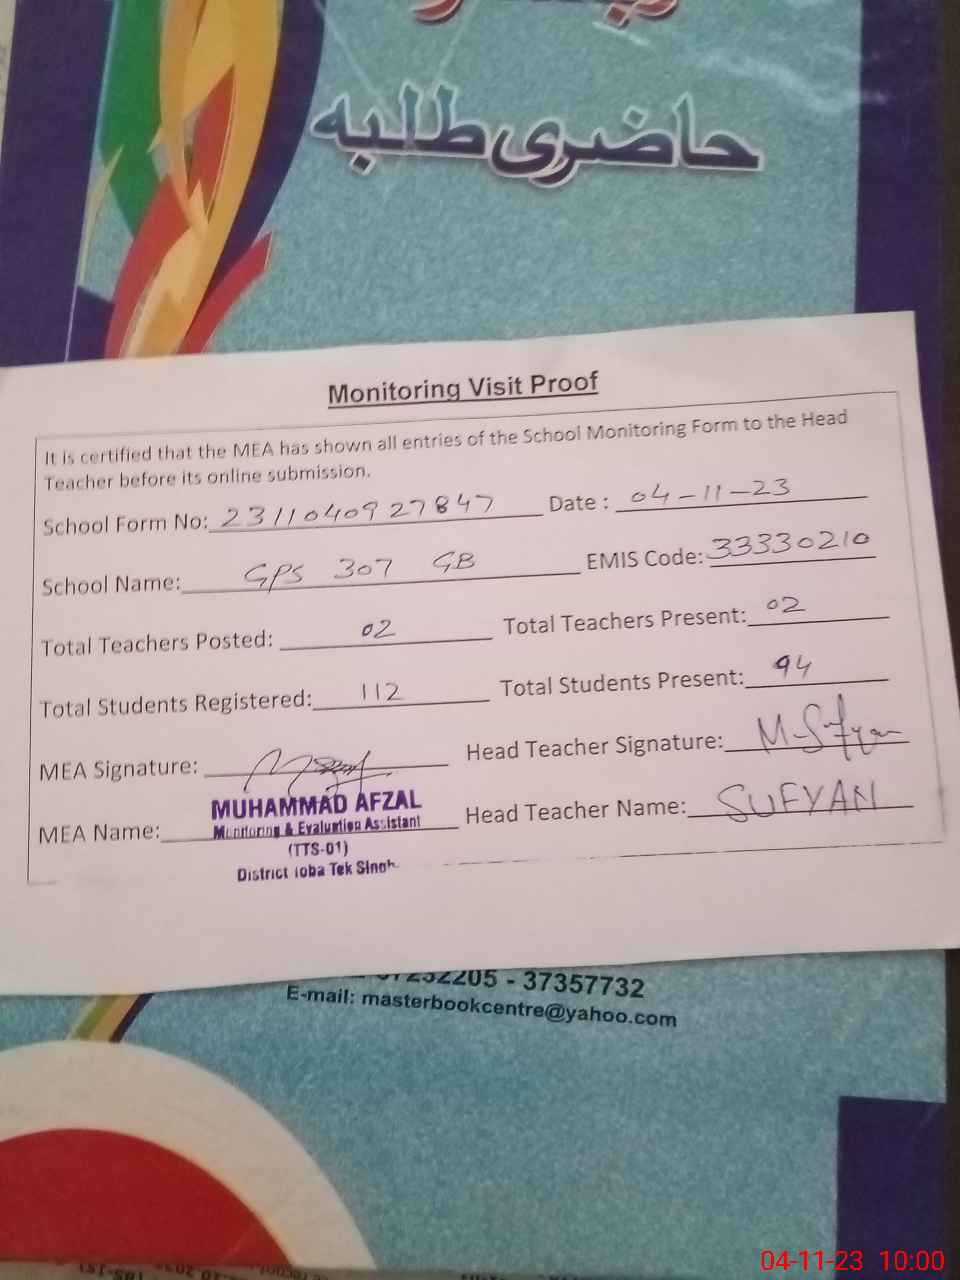 حاضری طلبہ
Monitoring Visit Proof
It is certified that the MEA has shown all entries of the School Monitoring Form to the Head
Teacher before its online submission.
School Form No: 2311040927847 Date : 04-11-23
School Name: GPS 307 GB EMIS Code: 33330210
Total Teachers Posted: 02 Total Teachers Present: 02
Total Students Registered: 112 Total Students Present: 94
MEA Signature: Head Teacher Signature: M-Sufyan
MEA Name: MUHAMMAD AFZAL Head Teacher Name: SUFYAN
Monitoring & Evaluation Assistant
(TTS-01)
District Toba Tek Singh
37232205 - 37357732
E-mail: masterbookcentre@yahoo.com
04-11-23 10:00